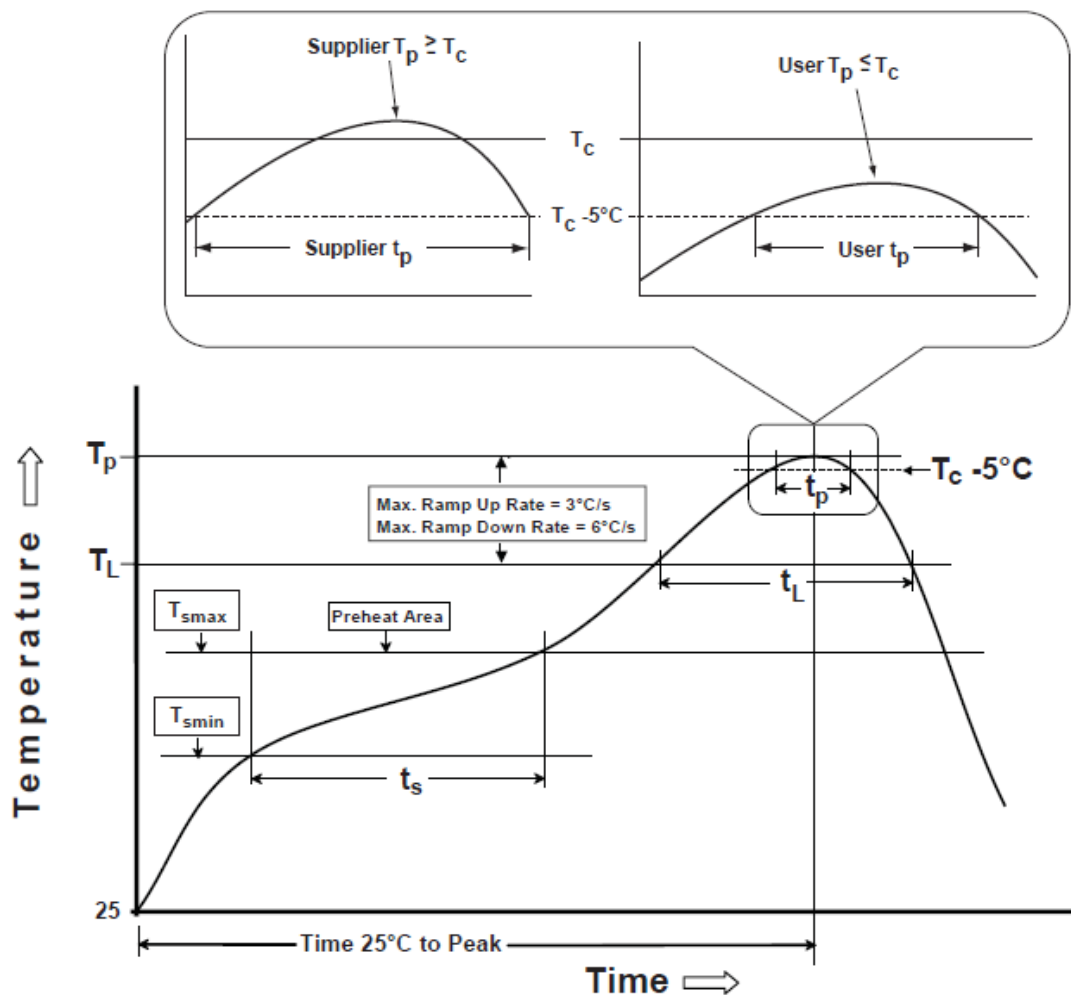 Supplier Tp ≥ Tc
User Tp ≤ Tc
Tc
Tc -5°C
Supplier tp
User tp
Tp
Tc -5°C
tp
Max. Ramp Up Rate = 3°C/s
Max. Ramp Down Rate = 6°C/s
TL
tL
Tsmax
Preheat Area
Tsmin
ts
Temperature
25
Time 25°C to Peak
Time